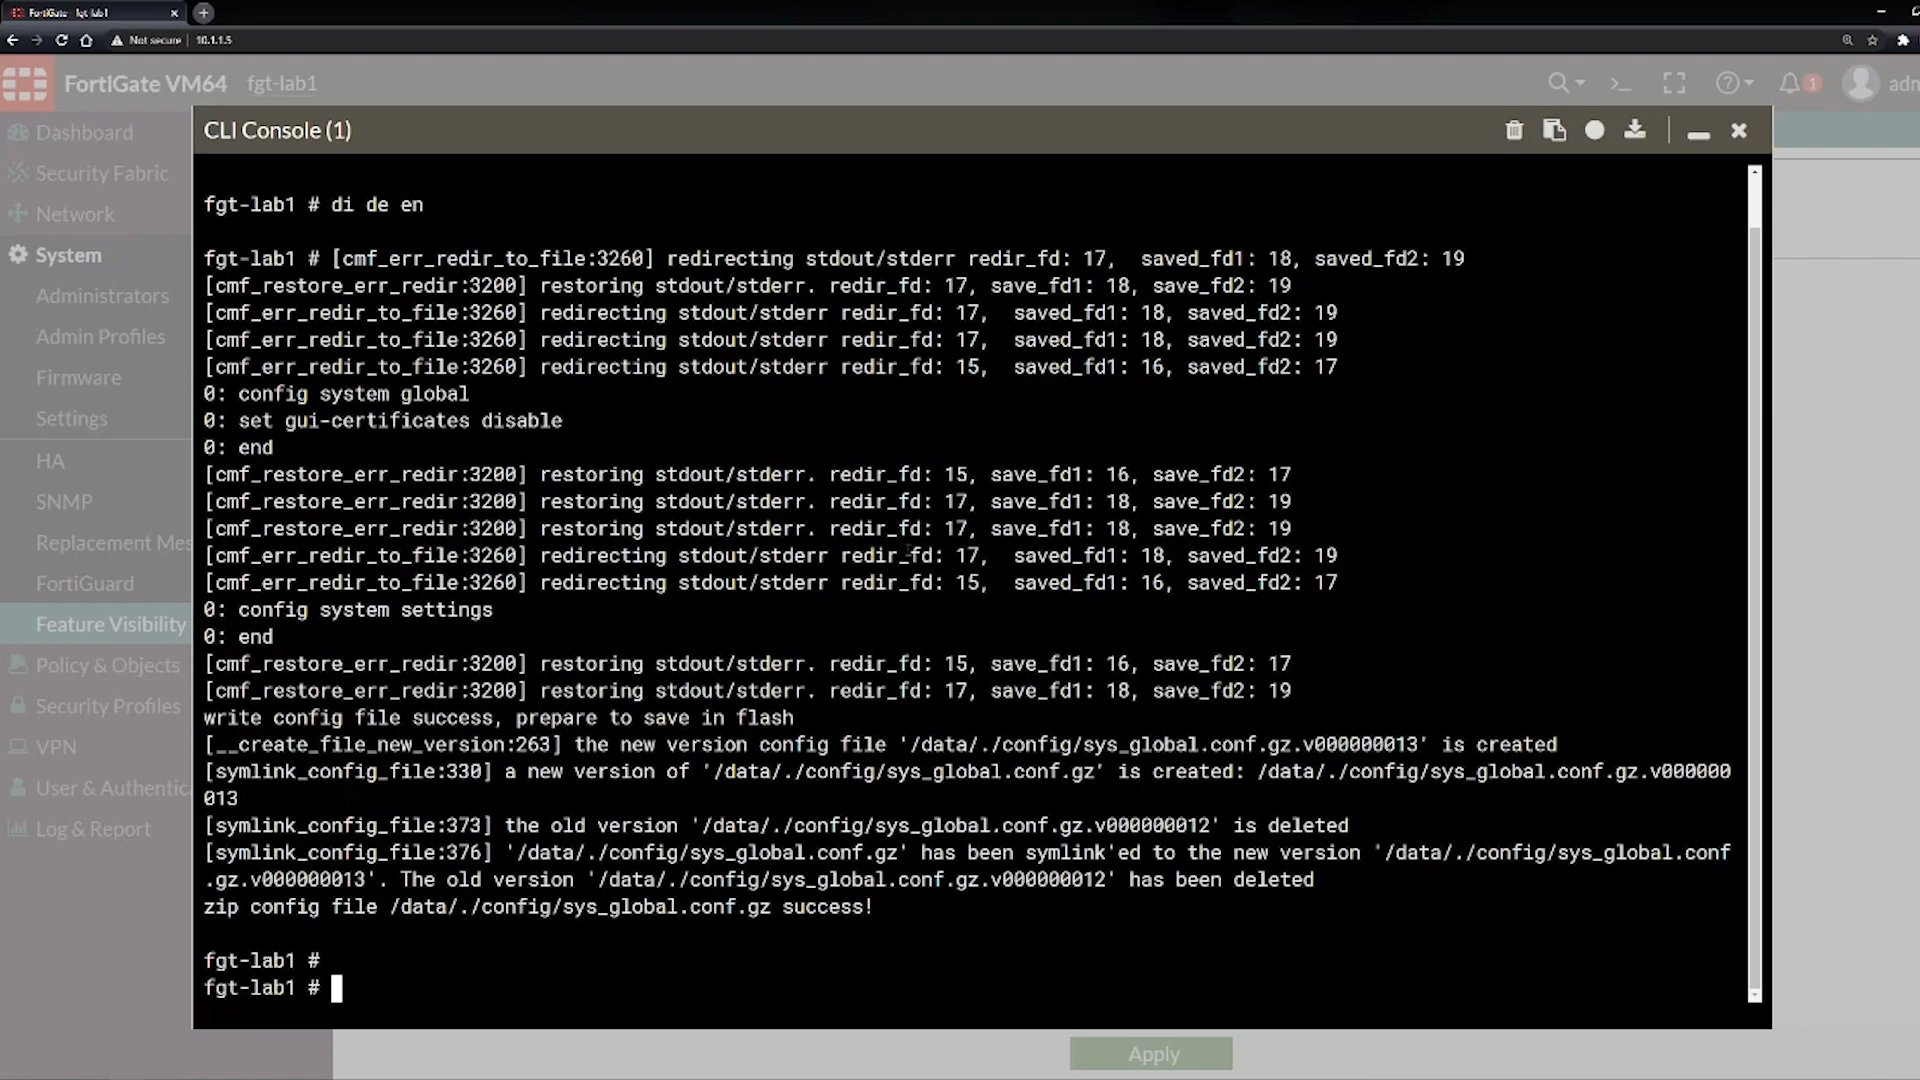 FortiGate - fgt-lab1
Not secure | 10.1.1.5
FortiGate VM64 fgt-lab1
1
adm
Dashboard
Security Fabric
Network
System
Administrators
Admin Profiles
Firmware
Settings
HA
SNMP
Replacement Mes
FortiGuard
Feature Visibility
Policy & Objects
Security Profiles
VPN
User & Authentica
Log & Report
CLI Console (1)
fgt-lab1 # di de en
fgt-lab1 # [cmf_err_redir_to_file:3260] redirecting stdout/stderr redir_fd: 17,  saved_fd1: 18, saved_fd2: 19
[cmf_restore_err_redir:3200] restoring stdout/stderr. redir_fd: 17, save_fd1: 18, save_fd2: 19
[cmf_err_redir_to_file:3260] redirecting stdout/stderr redir_fd: 17,  saved_fd1: 18, saved_fd2: 19
[cmf_err_redir_to_file:3260] redirecting stdout/stderr redir_fd: 17,  saved_fd1: 18, saved_fd2: 19
[cmf_err_redir_to_file:3260] redirecting stdout/stderr redir_fd: 15,  saved_fd1: 16, saved_fd2: 17
0: config system global
0: set gui-certificates disable
0: end
[cmf_restore_err_redir:3200] restoring stdout/stderr. redir_fd: 15, save_fd1: 16, save_fd2: 17
[cmf_restore_err_redir:3200] restoring stdout/stderr. redir_fd: 17, save_fd1: 18, save_fd2: 19
[cmf_restore_err_redir:3200] restoring stdout/stderr. redir_fd: 17, save_fd1: 18, save_fd2: 19
[cmf_err_redir_to_file:3260] redirecting stdout/stderr redir_fd: 17,  saved_fd1: 18, saved_fd2: 19
[cmf_err_redir_to_file:3260] redirecting stdout/stderr redir_fd: 15,  saved_fd1: 16, saved_fd2: 17
0: config system settings
0: end
[cmf_restore_err_redir:3200] restoring stdout/stderr. redir_fd: 15, save_fd1: 16, save_fd2: 17
[cmf_restore_err_redir:3200] restoring stdout/stderr. redir_fd: 17, save_fd1: 18, save_fd2: 19
write config file success, prepare to save in flash
[__create_file_new_version:263] the new version config file '/data/./config/sys_global.conf.gz.v000000013' is created
[symlink_config_file:330] a new version of '/data/./config/sys_global.conf.gz' is created: /data/./config/sys_global.conf.gz.v000000
013
[symlink_config_file:373] the old version '/data/./config/sys_global.conf.gz.v000000012' is deleted
[symlink_config_file:376] '/data/./config/sys_global.conf.gz' has been symlink'ed to the new version '/data/./config/sys_global.conf
.gz.v000000013'. The old version '/data/./config/sys_global.conf.gz.v000000012' has been deleted
zip config file /data/./config/sys_global.conf.gz success!
fgt-lab1 #
fgt-lab1 #
Apply